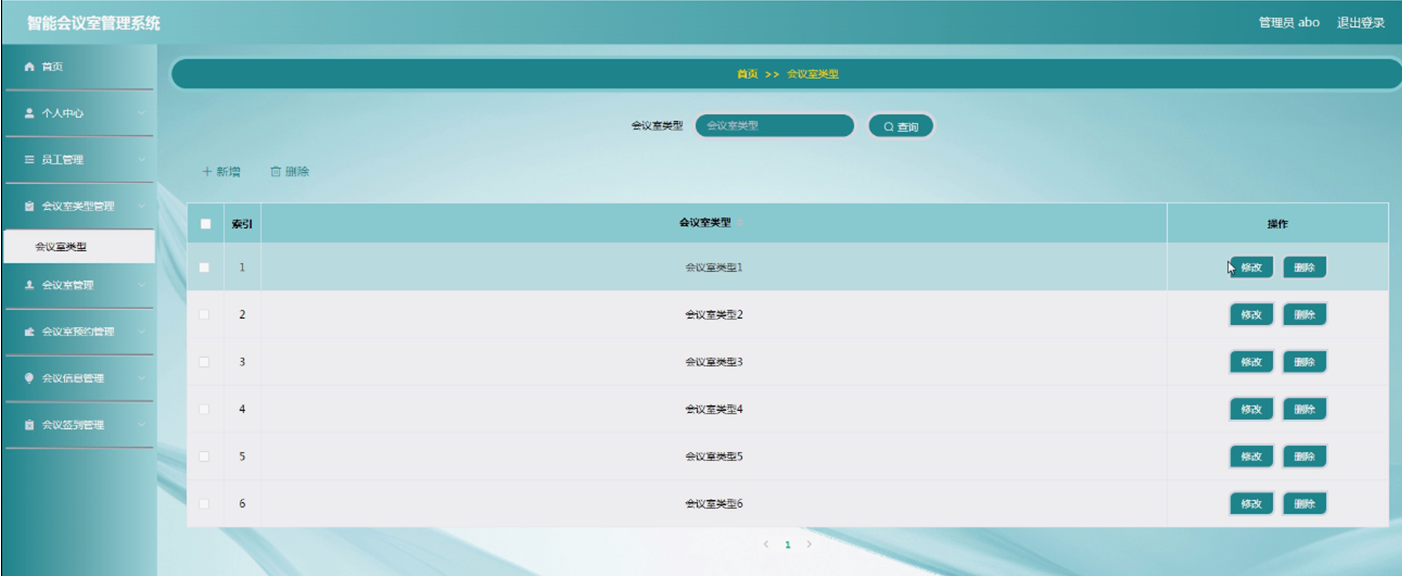 智能会议室管理系统
管理员 abo 退出登录
首页
个人中心
员工管理
会议室类型管理
会议室类型
会议室管理
会议室预约管理
会议信息管理
会议签到管理
首页 >> 会议室类型
会议室类型 会议室类型 查询
新增 删除
索引 会议室类型 操作
1 会议室类型1 修改 删除
2 会议室类型2 修改 删除
3 会议室类型3 修改 删除
4 会议室类型4 修改 删除
5 会议室类型5 修改 删除
6 会议室类型6 修改 删除
1